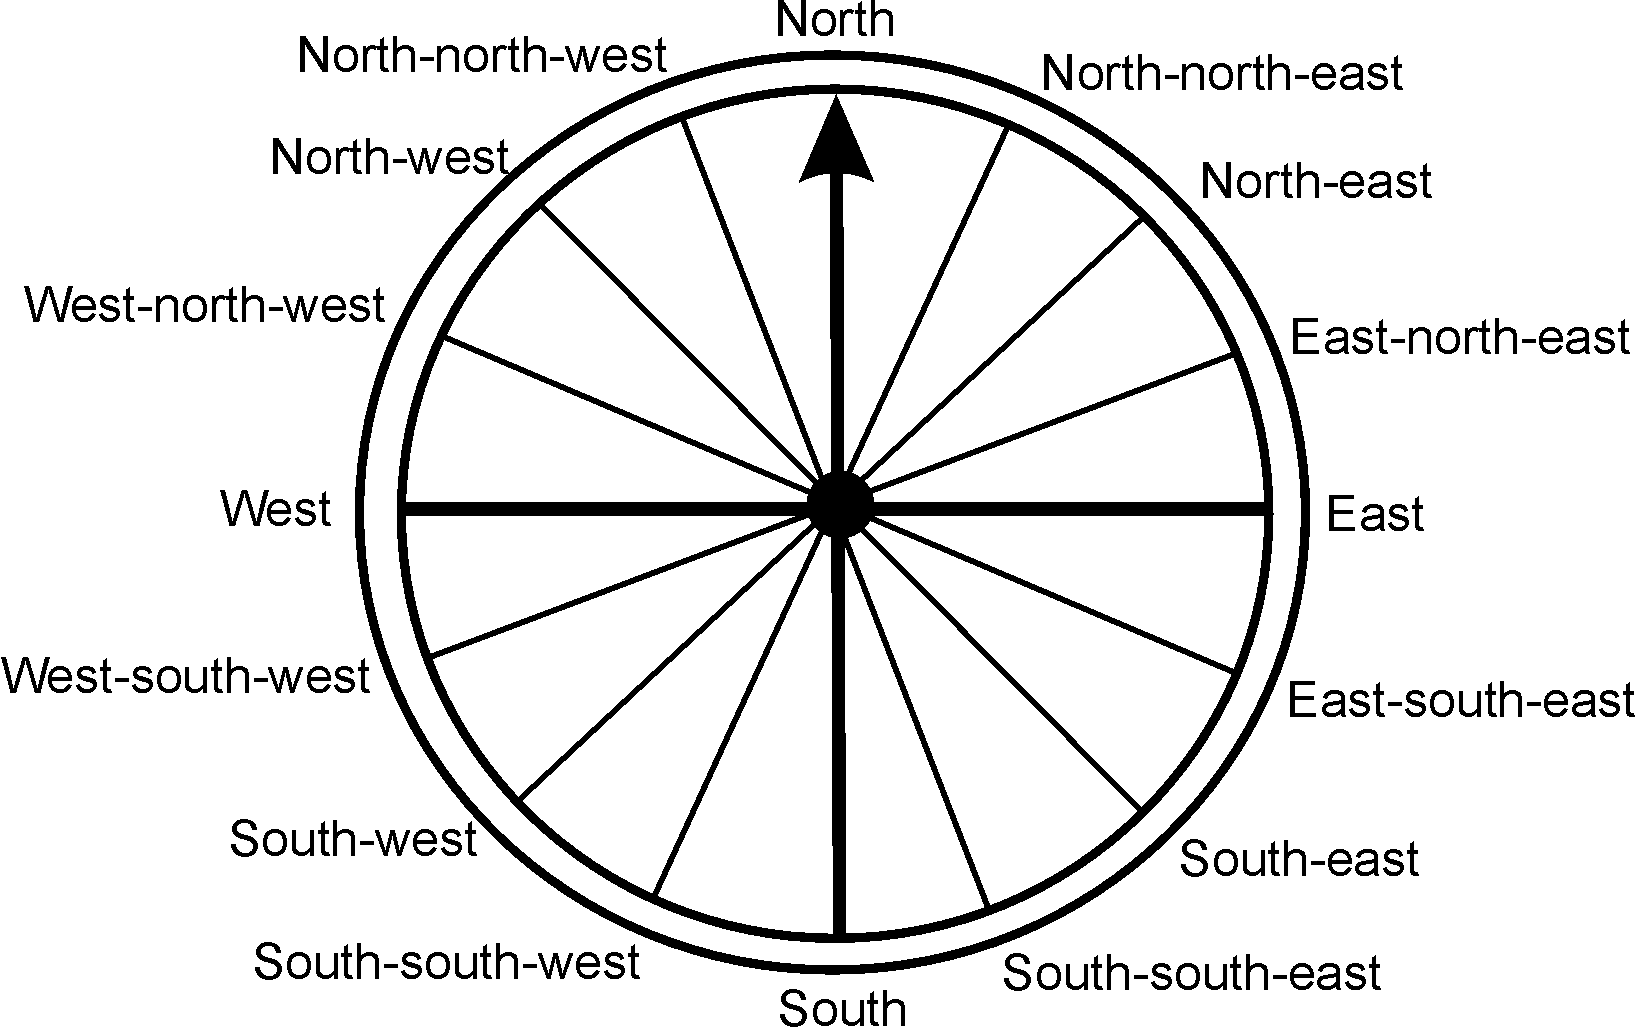 North
North-north-west
North-north-east
North-west
North-east
West-north-west
East-north-east
West
East
West-south-west
East-south-east
South-west
South-east
South-south-west
South-south-east
South